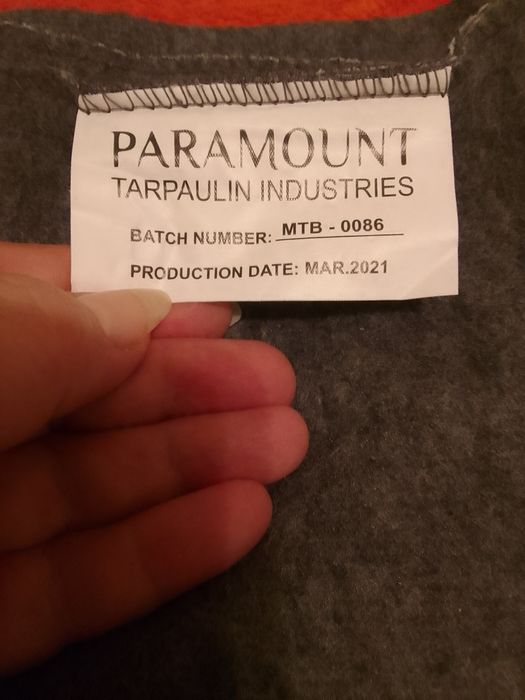 PARAMOUNT
TARPAULIN INDUSTRIES
BATCH NUMBER: MTB - 0086
PRODUCTION DATE: MAR.2021